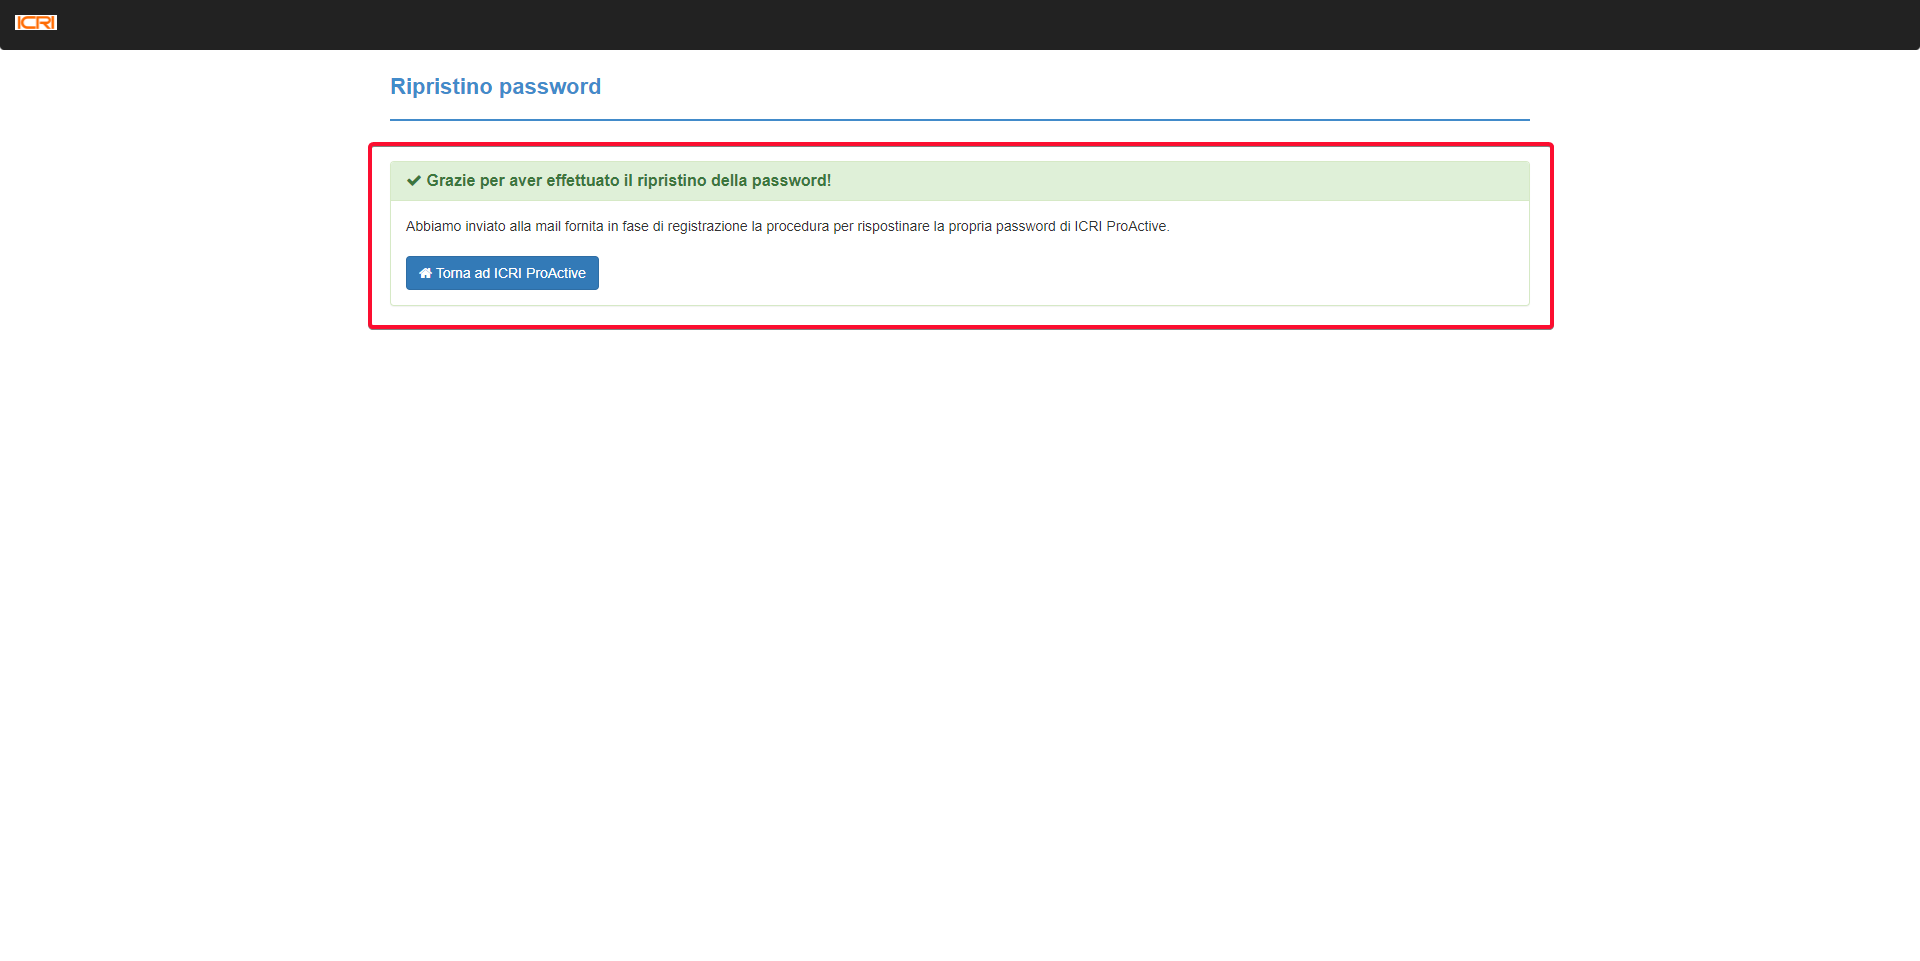 ICRI
Ripristino password
Grazie per aver effettuato il ripristino della password!
Abbiamo inviato alla mail fornita in fase di registrazione la procedura per rispostinare la propria password di ICRI ProActive.
Torna ad ICRI ProActive